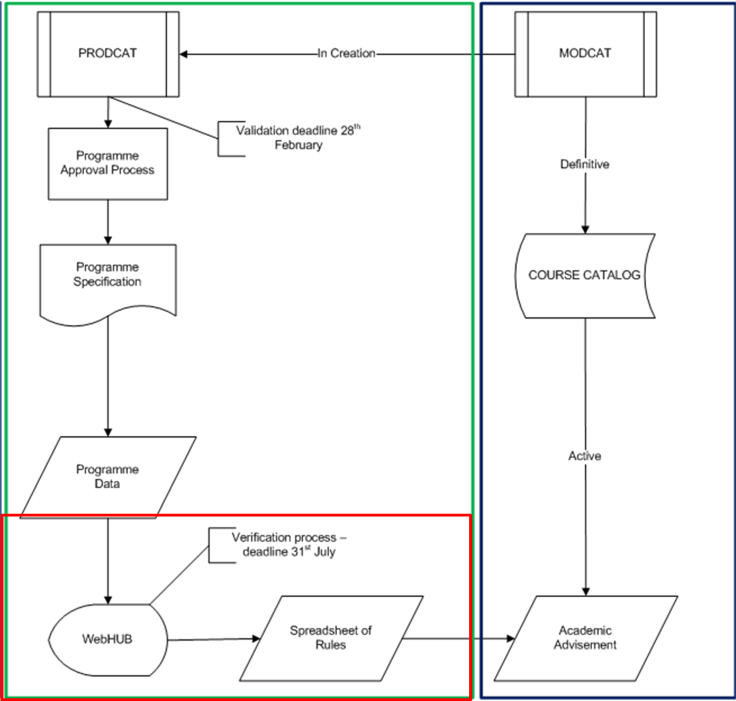 PRODCAT
In Creation
MODCAT
Validation deadline 28th
February
Programme
Approval Process
Definitive
Programme
Specification
COURSE CATALOG
Active
Programme
Data
Verification process –
deadline 31st July
WebHUB
Spreadsheet of
Rules
Academic
Advisement